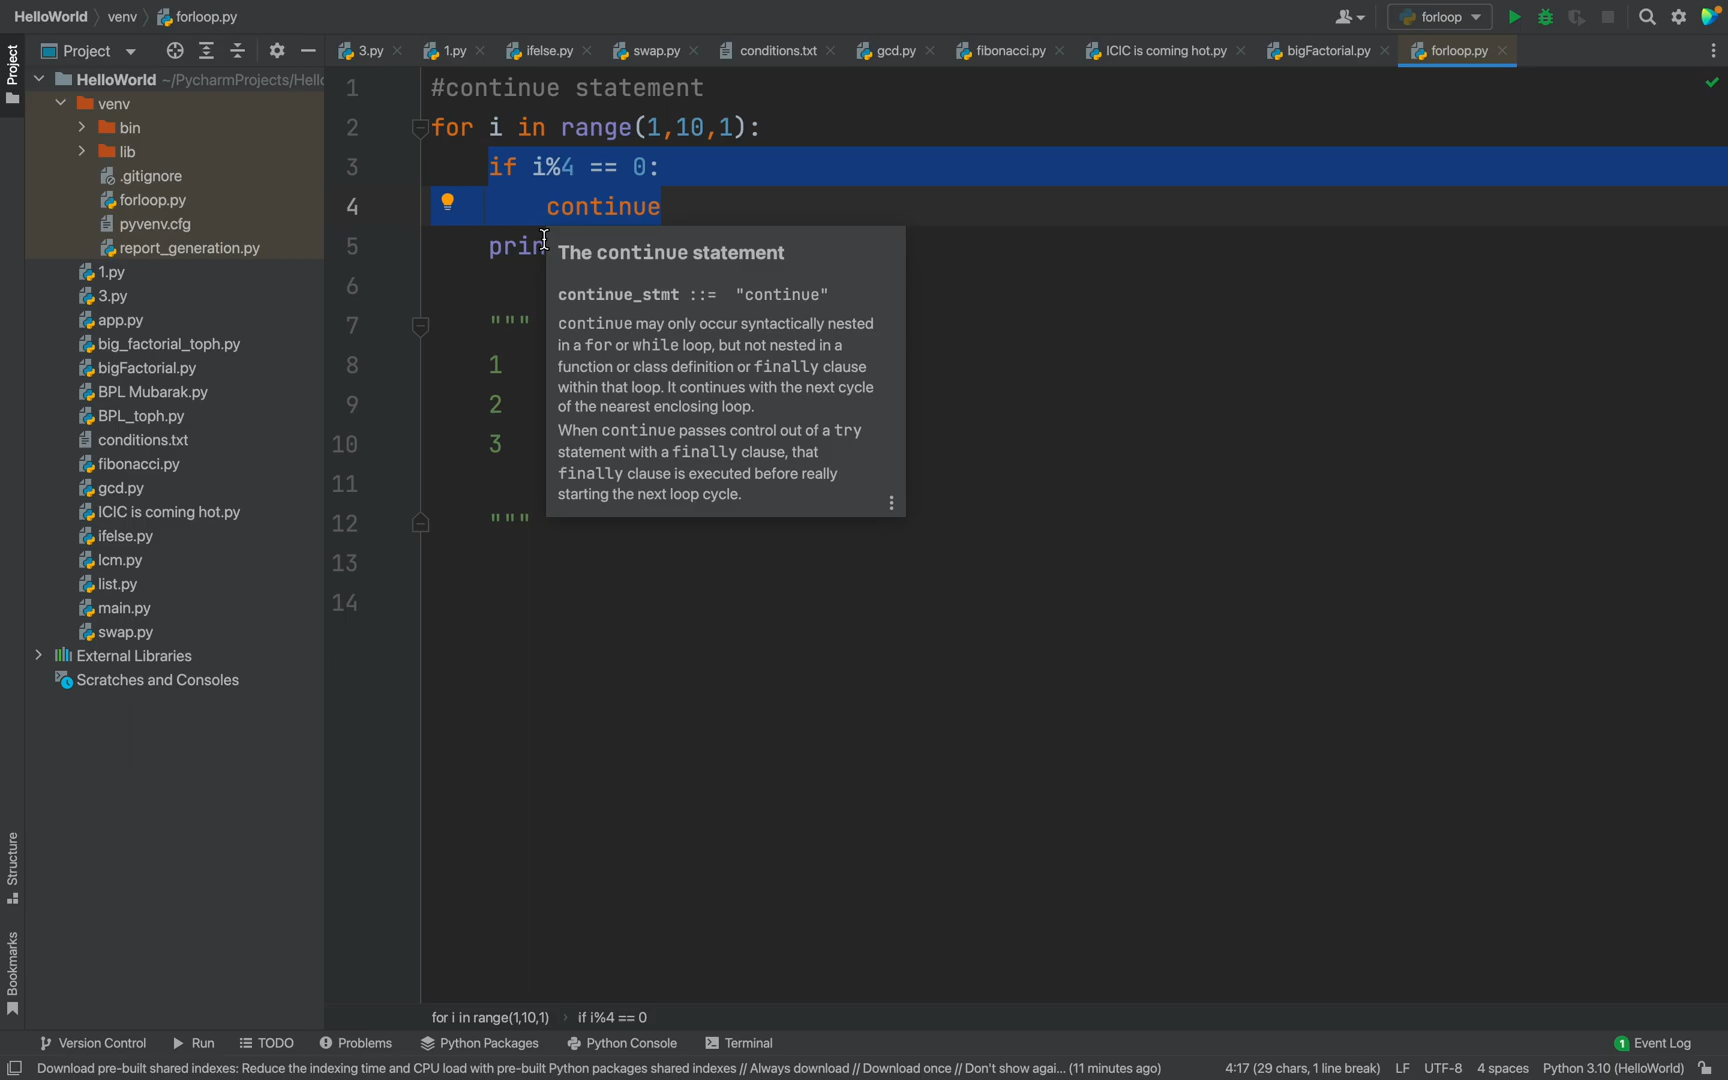 HelloWorld venv forloop.py
forloop
Project
3.py 1.py ifelse.py swap.py conditions.txt gcd.py fibonacci.py ICIC is coming hot.py bigFactorial.py forloop.py
Project
HelloWorld ~/PycharmProjects/Hello
venv
bin
lib
.gitignore
forloop.py
pyvenv.cfg
report_generation.py
1.py
3.py
app.py
big_factorial_toph.py
bigFactorial.py
BPL Mubarak.py
BPL_toph.py
conditions.txt
fibonacci.py
gcd.py
ICIC is coming hot.py
ifelse.py
lcm.py
list.py
main.py
swap.py
External Libraries
Scratches and Consoles
Structure
Bookmarks
1 #continue statement
2 for i in range(1,10,1):
3 if i%4 == 0:
4 continue
5 prin
6
7 """
8 1
9 2
10 3
11
12 """
13
14
The continue statement
continue_stmt ::= "continue"
continue may only occur syntactically nested
in a for or while loop, but not nested in a
function or class definition or finally clause
within that loop. It continues with the next cycle
of the nearest enclosing loop.
When continue passes control out of a try
statement with a finally clause, that
finally clause is executed before really
starting the next loop cycle.
for i in range(1,10,1) if i%4 == 0
Version Control Run TODO Problems Python Packages Python Console Terminal 1 Event Log
Download pre-built shared indexes: Reduce the indexing time and CPU load with pre-built Python packages shared indexes // Always download // Download once // Don't show agai... (11 minutes ago) 4:17 (29 chars, 1 line break) LF UTF-8 4 spaces Python 3.10 (HelloWorld)